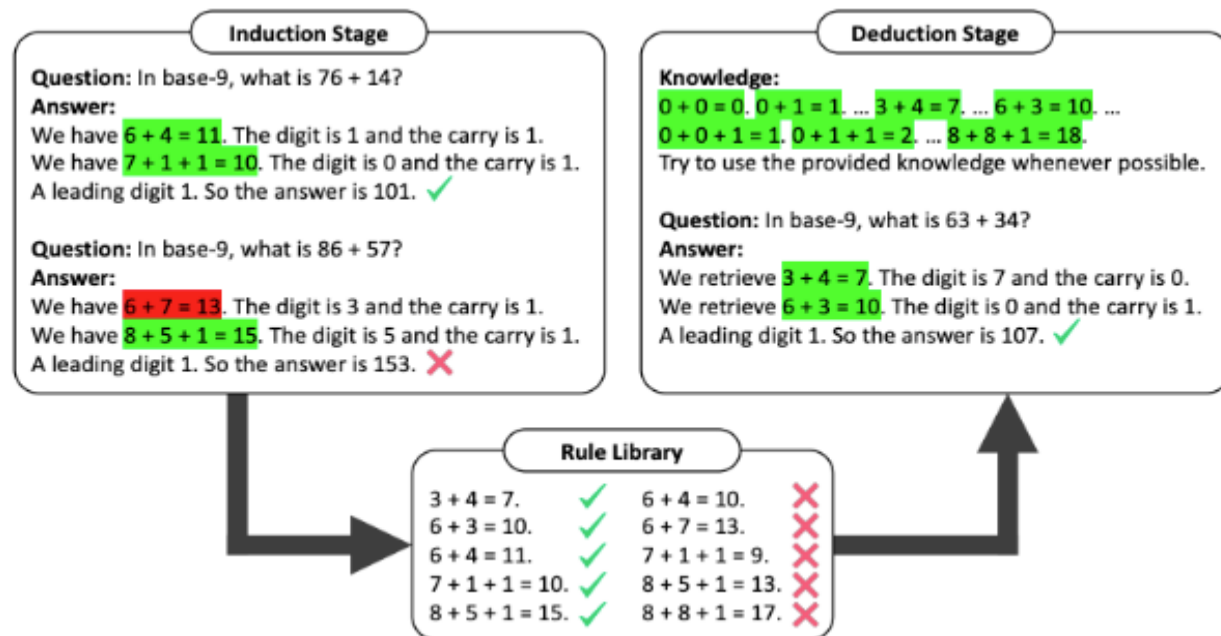 Induction Stage
Question: In base-9, what is 76 + 14?
Answer:
We have 6 + 4 = 11. The digit is 1 and the carry is 1.
We have 7 + 1 + 1 = 10. The digit is 0 and the carry is 1.
A leading digit 1. So the answer is 101.
Question: In base-9, what is 86 + 57?
Answer:
We have 6 + 7 = 13. The digit is 3 and the carry is 1.
We have 8 + 5 + 1 = 15. The digit is 5 and the carry is 1.
A leading digit 1. So the answer is 153.
Deduction Stage
Knowledge:
0 + 0 = 0. 0 + 1 = 1. ... 3 + 4 = 7. ... 6 + 3 = 10. ...
0 + 0 + 1 = 1. 0 + 1 + 1 = 2. ... 8 + 8 + 1 = 18.
Try to use the provided knowledge whenever possible.
Question: In base-9, what is 63 + 34?
Answer:
We retrieve 3 + 4 = 7. The digit is 7 and the carry is 0.
We retrieve 6 + 3 = 10. The digit is 0 and the carry is 1.
A leading digit 1. So the answer is 107.
Rule Library
3 + 4 = 7. 6 + 4 = 10.
6 + 3 = 10. 6 + 7 = 13.
6 + 4 = 11. 7 + 1 + 1 = 9.
7 + 1 + 1 = 10. 8 + 5 + 1 = 13.
8 + 5 + 1 = 15. 8 + 8 + 1 = 17.